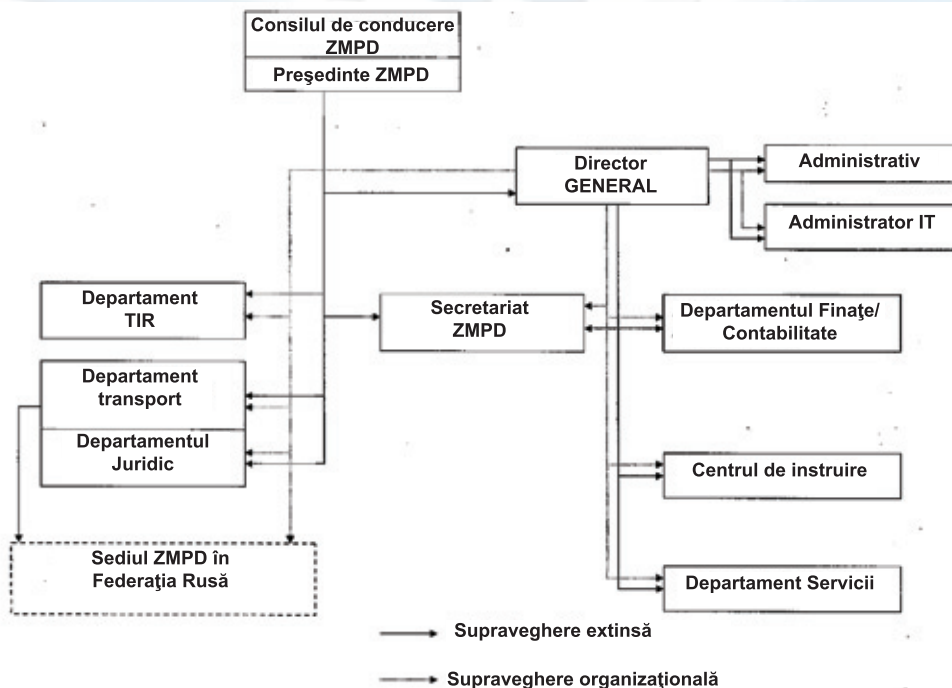 Consilul de conducere
ZMPD
Preşedinte ZMPD
Director
GENERAL
Administrativ
Administrator IT
Departament
TIR
Secretariat
ZMPD
Departamentul Finaţe/
Contabilitate
Departament
transport
Departamentul
Juridic
Centrul de instruire
Sediul ZMPD în
Federaţia Rusă
Departament Servicii
Supraveghere extinsă
Supraveghere organizaţională